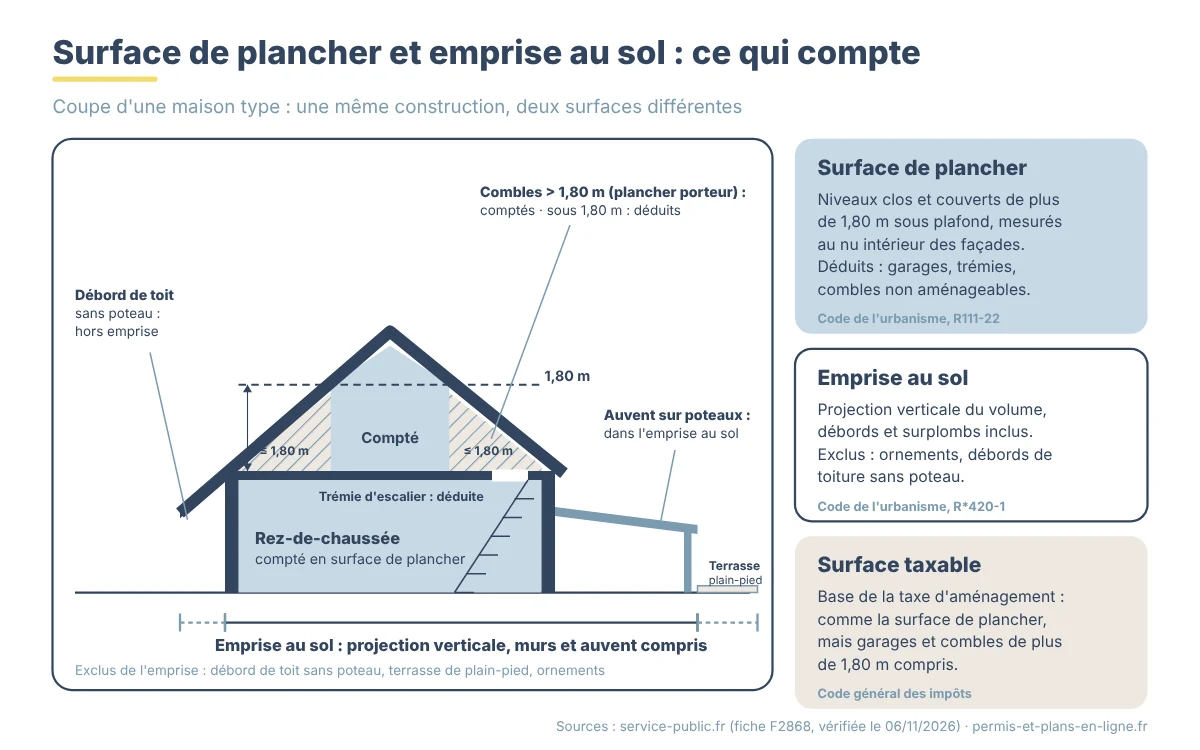 Surface de plancher et emprise au sol : ce qui compte
Coupe d'une maison type : une même construction, deux surfaces différentes
Combles > 1,80 m (plancher porteur) :
comptés · sous 1,80 m : déduits
Débord de toit
sans poteau :
hors emprise
1,80 m
Auvent sur poteaux :
dans l'emprise au sol
Compté
≤ 1,80 m
≤ 1,80 m
Trémie d'escalier : déduite
Rez-de-chaussée
compté en surface de plancher
Terrasse
plain-pied
Emprise au sol : projection verticale, murs et auvent compris
Exclus de l'emprise : débord de toit sans poteau, terrasse de plain-pied, ornements
Surface de plancher
Niveaux clos et couverts de plus
de 1,80 m sous plafond, mesurés
au nu intérieur des façades.
Déduits : garages, trémies,
combles non aménageables.
Code de l'urbanisme, R111-22
Emprise au sol
Projection verticale du volume,
débords et surplombs inclus.
Exclus : ornements, débords de
toiture sans poteau.
Code de l'urbanisme, R*420-1
Surface taxable
Base de la taxe d'aménagement :
comme la surface de plancher,
mais garages et combles de plus
de 1,80 m compris.
Code général des impôts
Sources : service-public.fr (fiche F2868, vérifiée le 06/11/2026) · permis-et-plans-en-ligne.fr